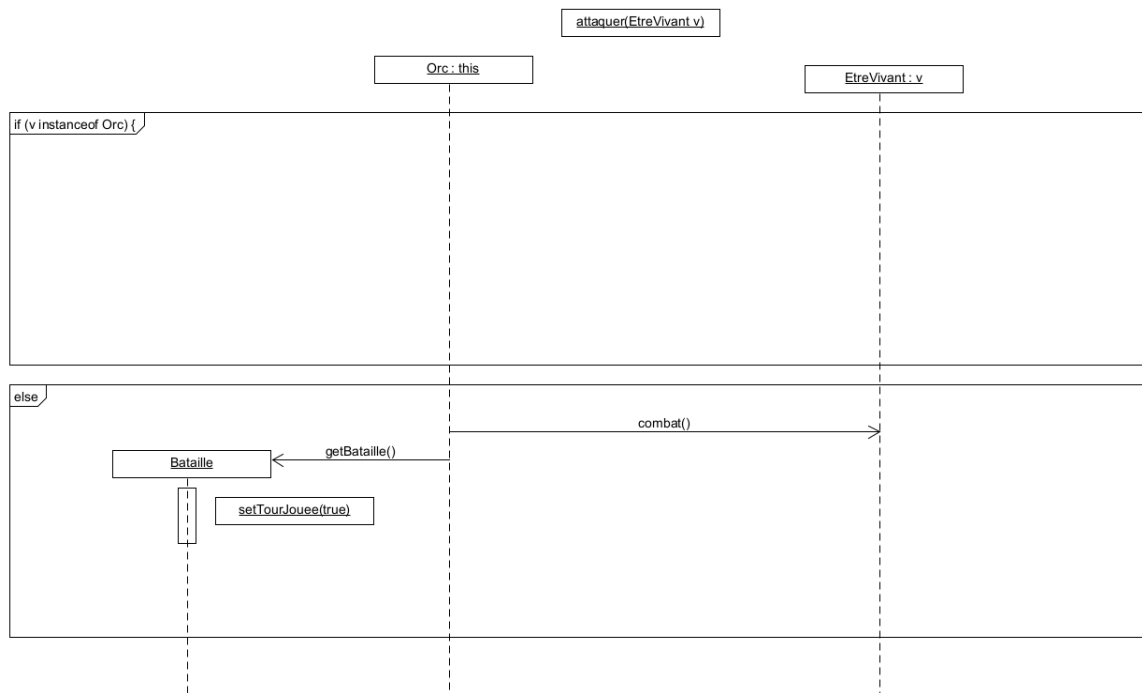 attaquer(EtreVivant v)
Orc : this
EtreVivant : v
if (v instanceof Orc) {
else
combat()
getBataille()
Bataille
setTourJouee(true)